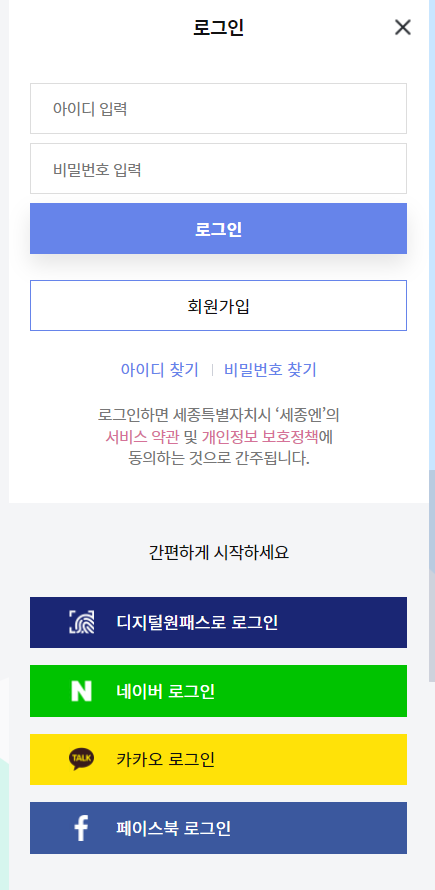 로그인
아이디 입력
비밀번호 입력
로그인
회원가입
아이디 찾기 | 비밀번호 찾기
로그인하면 세종특별자치시 ‘세종엔’의
서비스 약관 및 개인정보 보호정책에
동의하는 것으로 간주됩니다.
간편하게 시작하세요
디지털원패스로 로그인
N 네이버 로그인
TALK 카카오 로그인
f 페이스북 로그인